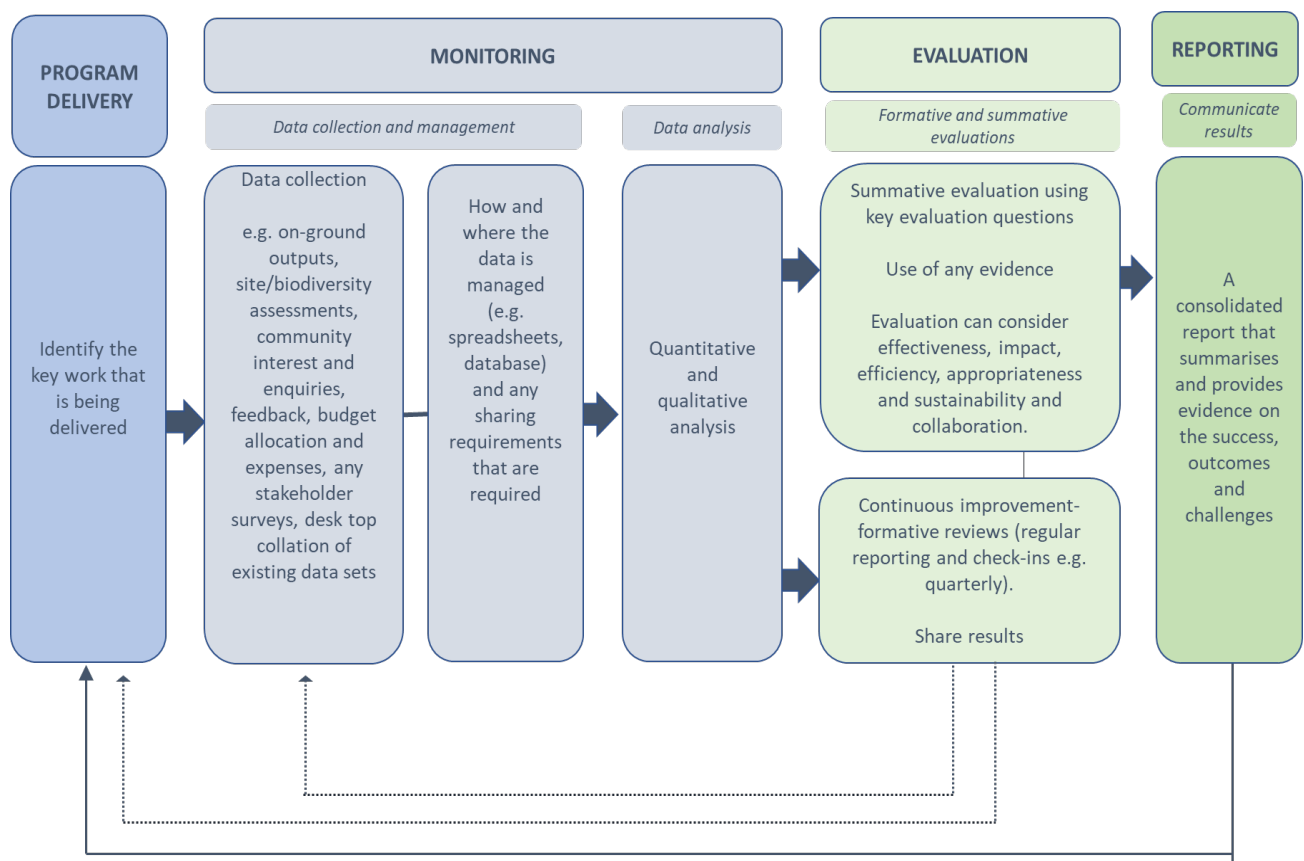 PROGRAM
DELIVERY
MONITORING
EVALUATION
REPORTING
Data collection and management
Data analysis
Formative and summative
evaluations
Communicate
results
Identify the
key work that
is being
delivered
Data collection
e.g. on-ground
outputs,
site/biodiversity
assessments,
community
interest and
enquiries,
feedback, budget
allocation and
expenses, any
stakeholder
surveys, desk top
collation of
existing data sets
How and
where the
data is
managed
(e.g.
spreadsheets,
database)
and any
sharing
requirements
that are
required
Quantitative
and
qualitative
analysis
Summative evaluation using
key evaluation questions
Use of any evidence
Evaluation can consider
effectiveness, impact,
efficiency, appropriateness
and sustainability and
collaboration.
Continuous improvement-
formative reviews (regular
reporting and check-ins e.g.
quarterly).
Share results
A
consolidated
report that
summarises
and provides
evidence on
the success,
outcomes
and
challenges